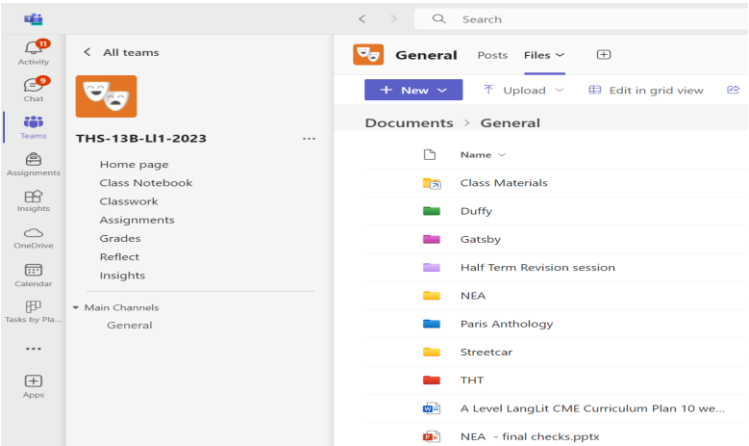 Search
11
Activity
9
Chat
Teams
Assignments
Insights
OneDrive
Calendar
Tasks by Pla...
Apps
All teams
THS-13B-LI1-2023
Home page
Class Notebook
Classwork
Assignments
Grades
Reflect
Insights
Main Channels
General
General Posts Files
New Upload Edit in grid view
Documents > General
Name
Class Materials
Duffy
Gatsby
Half Term Revision session
NEA
Paris Anthology
Streetcar
THT
A Level LangLit CME Curriculum Plan 10 we...
NEA - final checks.pptx